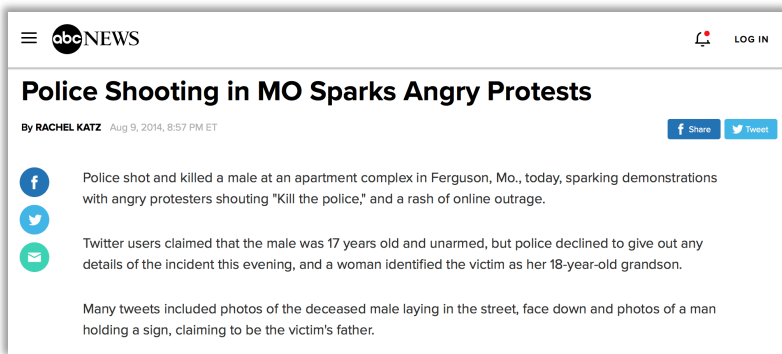 abc NEWS
LOG IN
Police Shooting in MO Sparks Angry Protests
By RACHEL KATZ Aug 9, 2014, 8:57 PM ET
f Share
Tweet
f
Police shot and killed a male at an apartment complex in Ferguson, Mo., today, sparking demonstrations
with angry protesters shouting "Kill the police," and a rash of online outrage.
Twitter users claimed that the male was 17 years old and unarmed, but police declined to give out any
details of the incident this evening, and a woman identified the victim as her 18-year-old grandson.
Many tweets included photos of the deceased male laying in the street, face down and photos of a man
holding a sign, claiming to be the victim's father.